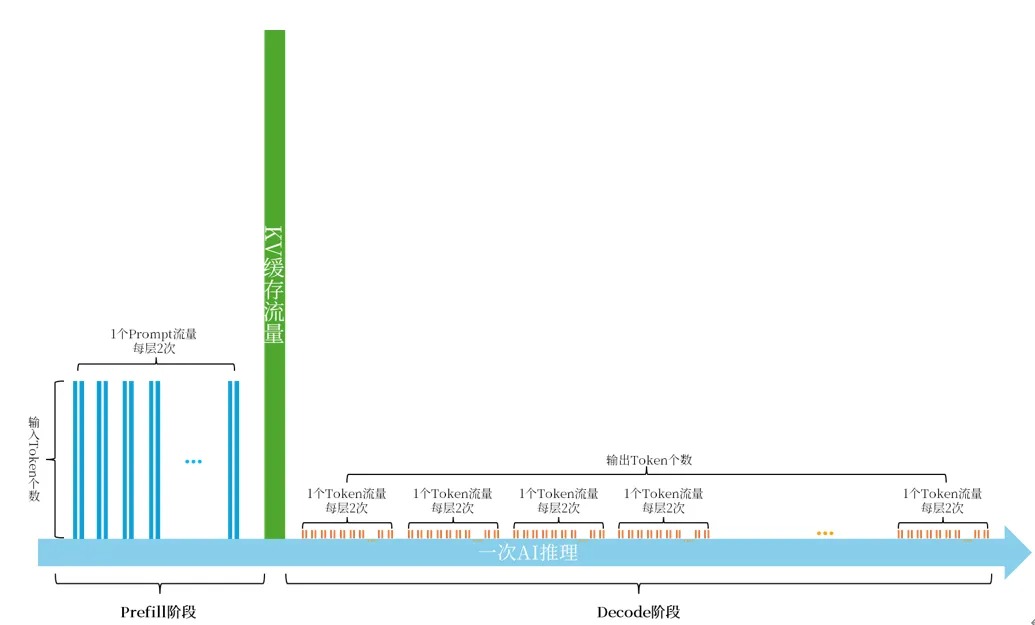 KV缓存流量
1个Prompt流量
每层2次
输入Token个数
输出Token个数
1个Token流量
每层2次
1个Token流量
每层2次
1个Token流量
每层2次
1个Token流量
每层2次
1个Token流量
每层2次
一次AI推理
Prefill阶段
Decode阶段